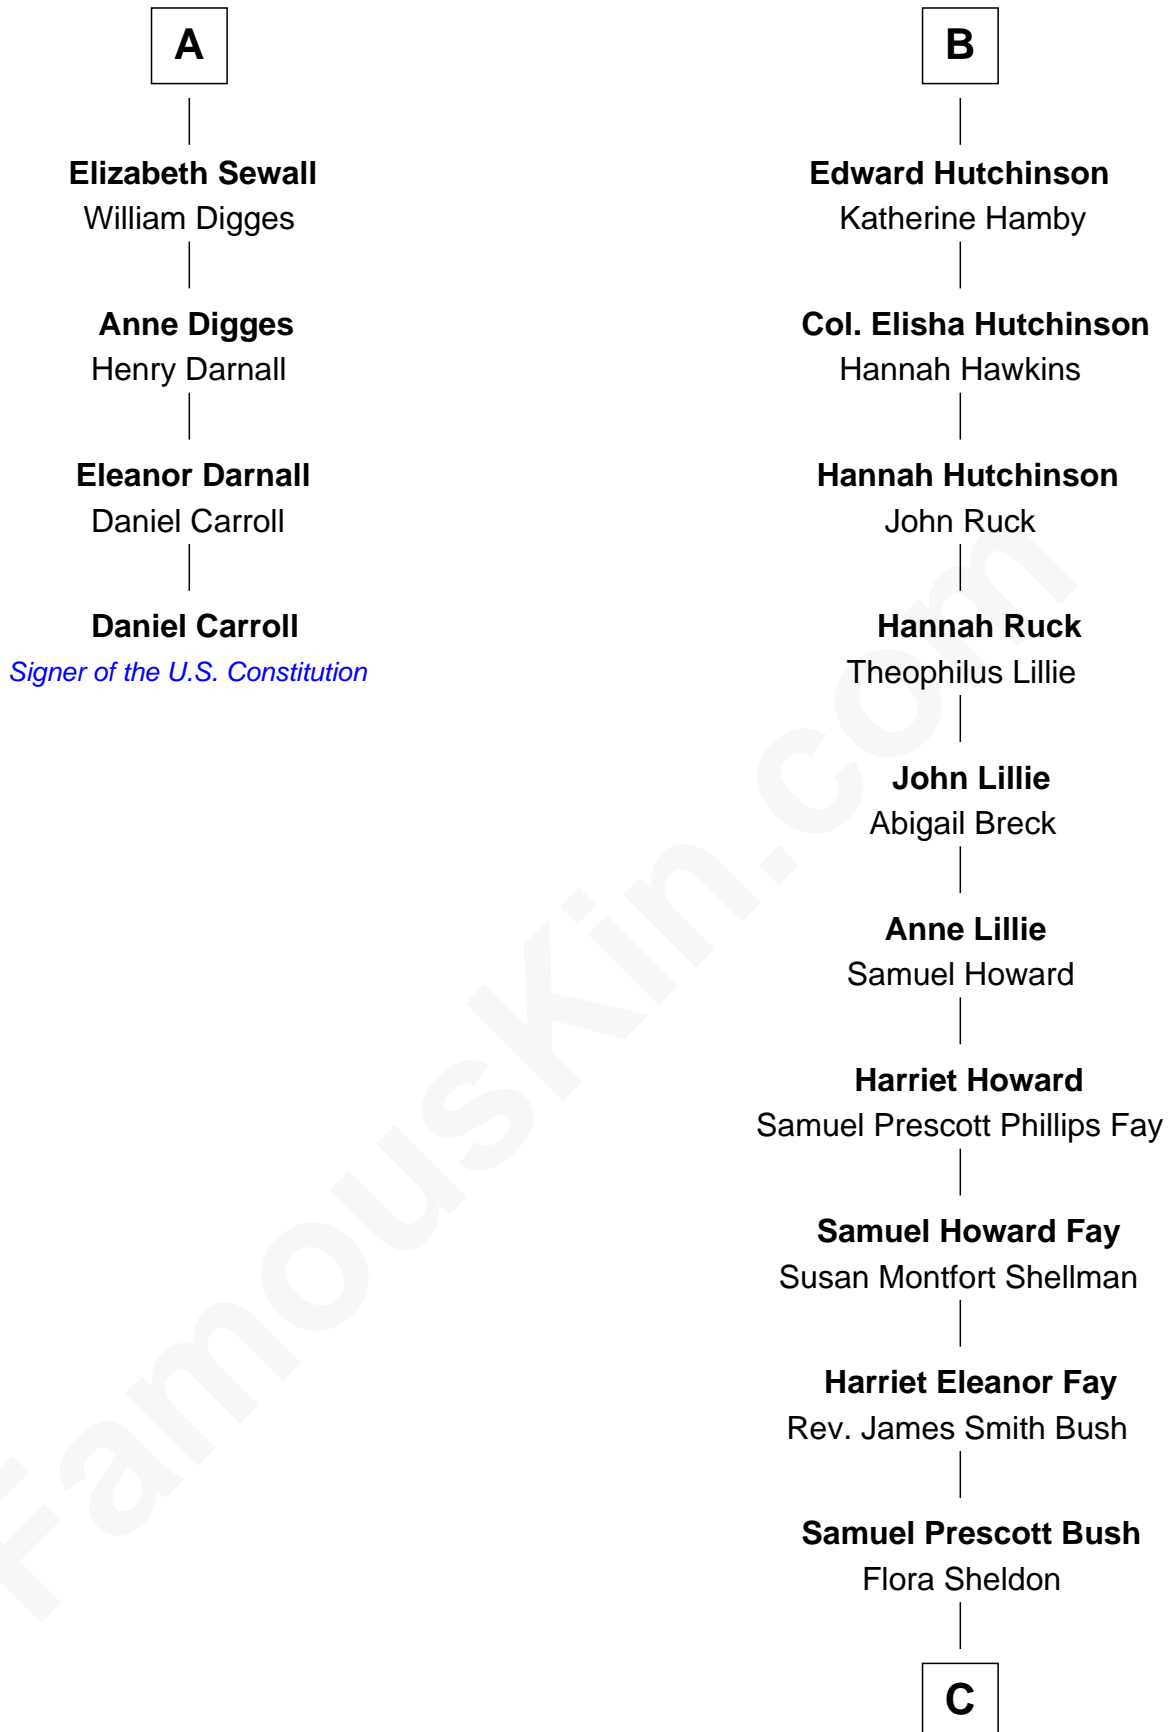 A
Elizabeth Sewall
William Digges
Anne Digges
Henry Darnall
Eleanor Darnall
Daniel Carroll
Daniel Carroll
Signer of the U.S. Constitution
B
Edward Hutchinson
Katherine Hamby
Col. Elisha Hutchinson
Hannah Hawkins
Hannah Hutchinson
John Ruck
Hannah Ruck
Theophilus Lillie
John Lillie
Abigail Breck
Anne Lillie
Samuel Howard
Harriet Howard
Samuel Prescott Phillips Fay
Samuel Howard Fay
Susan Montfort Shellman
Harriet Eleanor Fay
Rev. James Smith Bush
Samuel Prescott Bush
Flora Sheldon
C
FamousKin.com